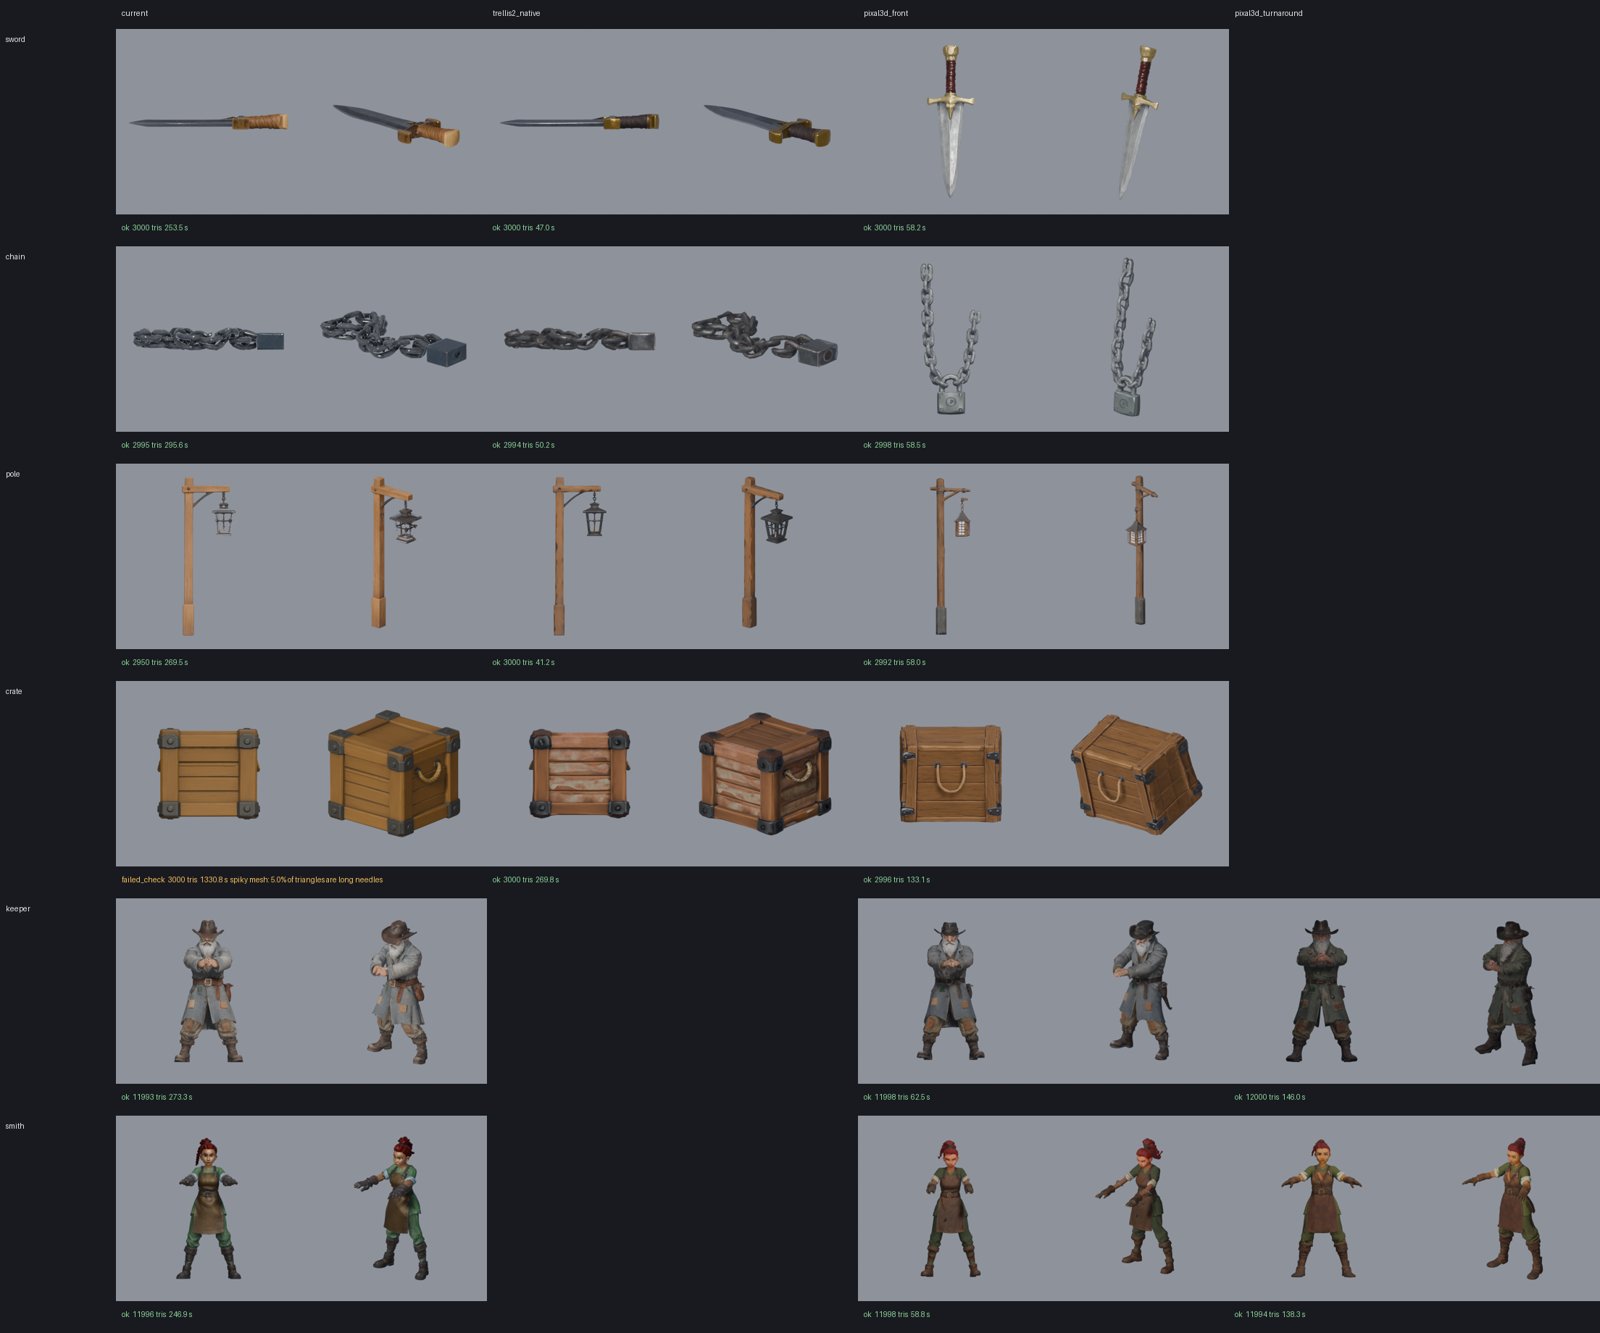 current trellis2_native pixal3d_front pixal3d_turnaround
sword
ok 3000 tris 253.5 s ok 3000 tris 47.0 s ok 3000 tris 58.2 s
chain
ok 2995 tris 295.6 s ok 2994 tris 50.2 s ok 2998 tris 58.5 s
pole
ok 2950 tris 269.5 s ok 3000 tris 41.2 s ok 2992 tris 58.0 s
crate
failed_check 3000 tris 1330.8 s spiky mesh: 5.0% of triangles are long needles ok 3000 tris 269.8 s ok 2996 tris 133.1 s
keeper
ok 11993 tris 273.3 s ok 11998 tris 62.5 s ok 12000 tris 146.0 s
smith
ok 11996 tris 246.9 s ok 11998 tris 58.8 s ok 11994 tris 138.3 s